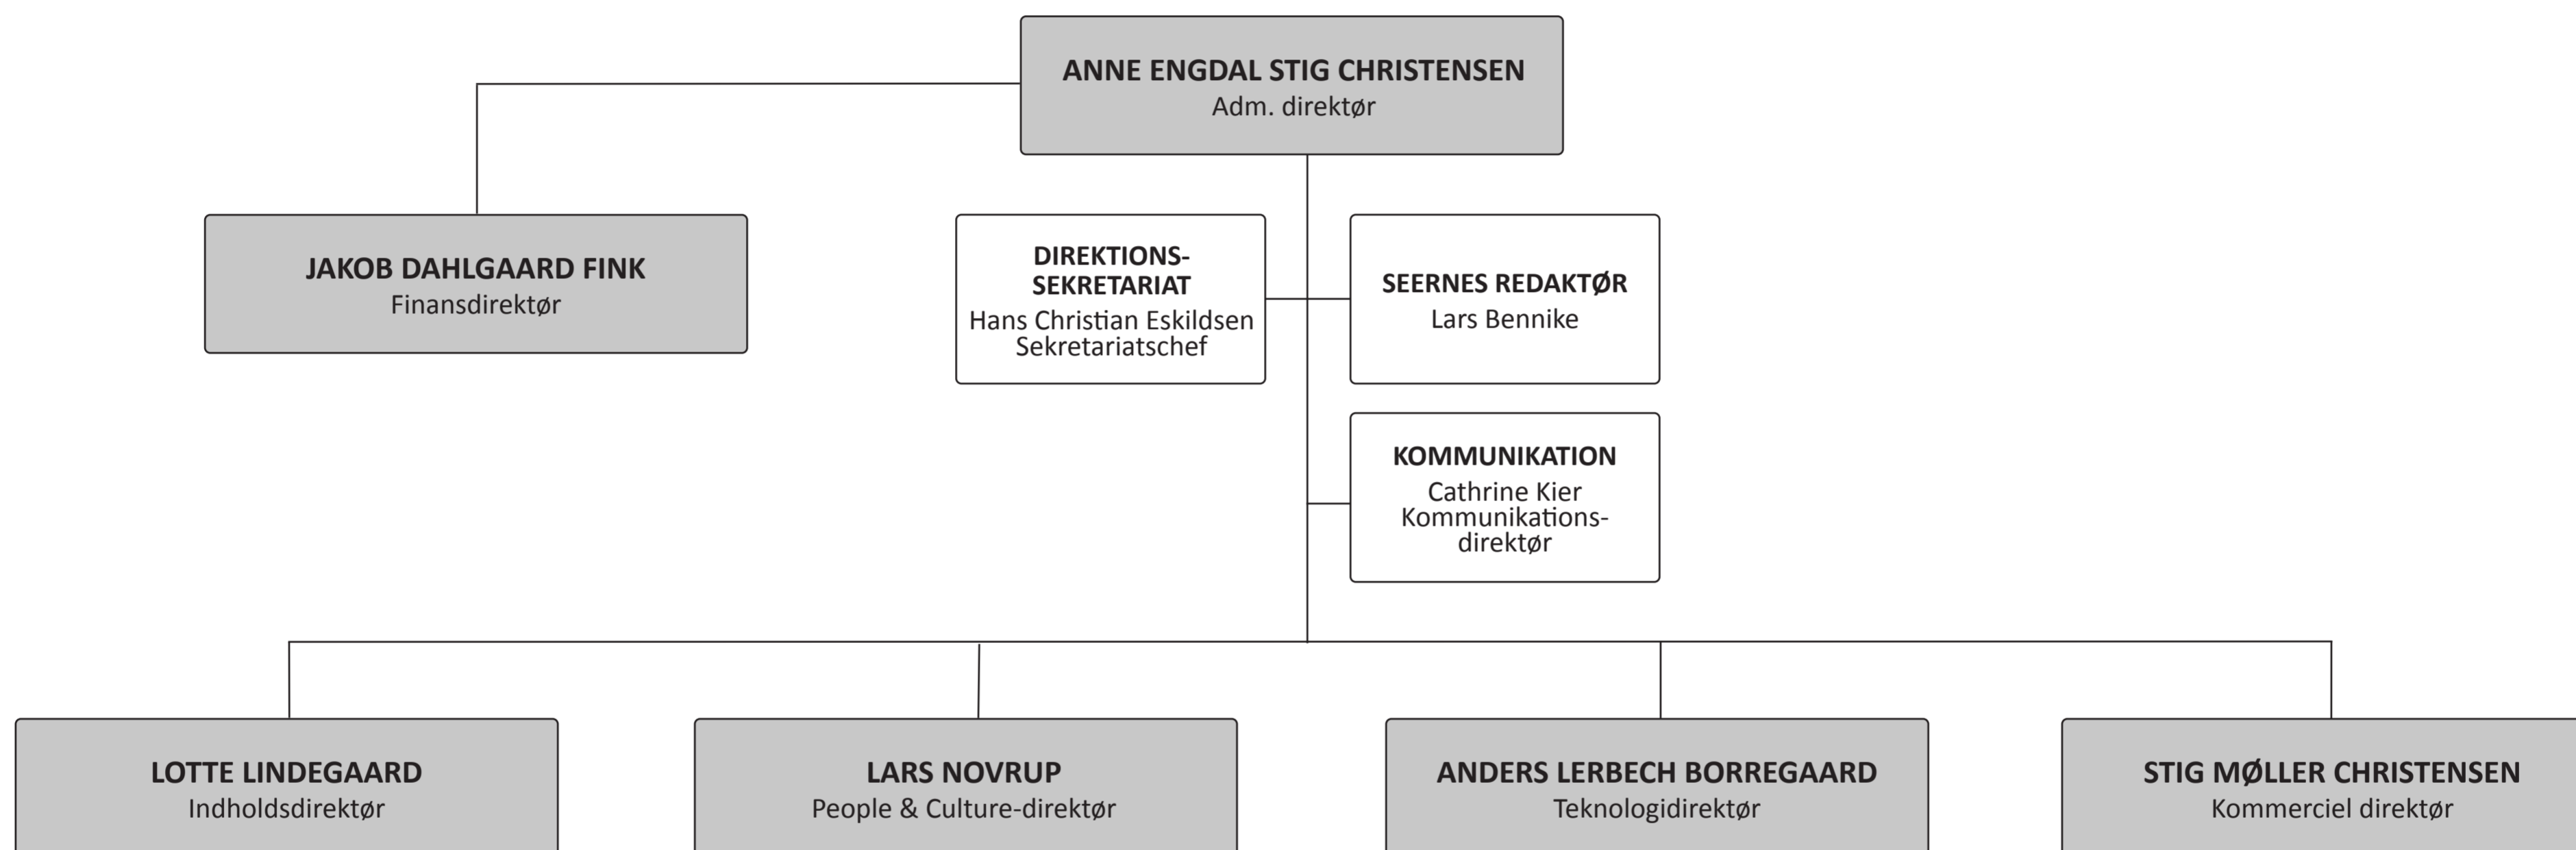 ANNE ENGDAL STIG CHRISTENSEN
Adm. direktør
JAKOB DAHLGAARD FINK
Finansdirektør
DIREKTIONS-
SEKRETARIAT
Hans Christian Eskildsen
Sekretariatschef
SEERNES REDAKTØR
Lars Bennike
KOMMUNIKATION
Cathrine Kier
Kommunikations-
direktør
LOTTE LINDEGAARD
Indholdsdirektør
LARS NOVRUP
People & Culture-direktør
ANDERS LERBECH BORREGAARD
Teknologidirektør
STIG MØLLER CHRISTENSEN
Kommerciel direktør